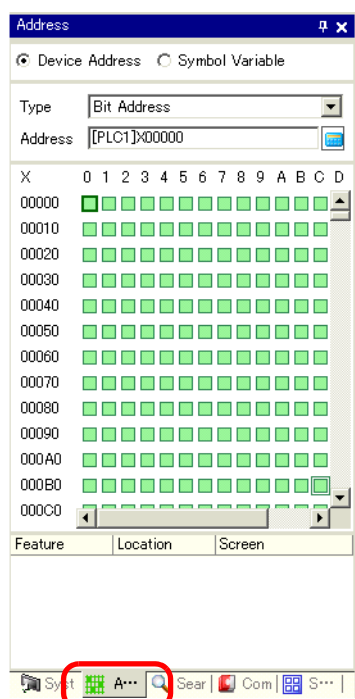 Address
Device Address Symbol Variable
Type Bit Address
Address [PLC1]X00000
X 0 1 2 3 4 5 6 7 8 9 A B C D
00000
00010
00020
00030
00040
00050
00060
00070
00080
00090
000A0
000B0
000C0
Feature Location Screen
Syst A··· Sear Com S···